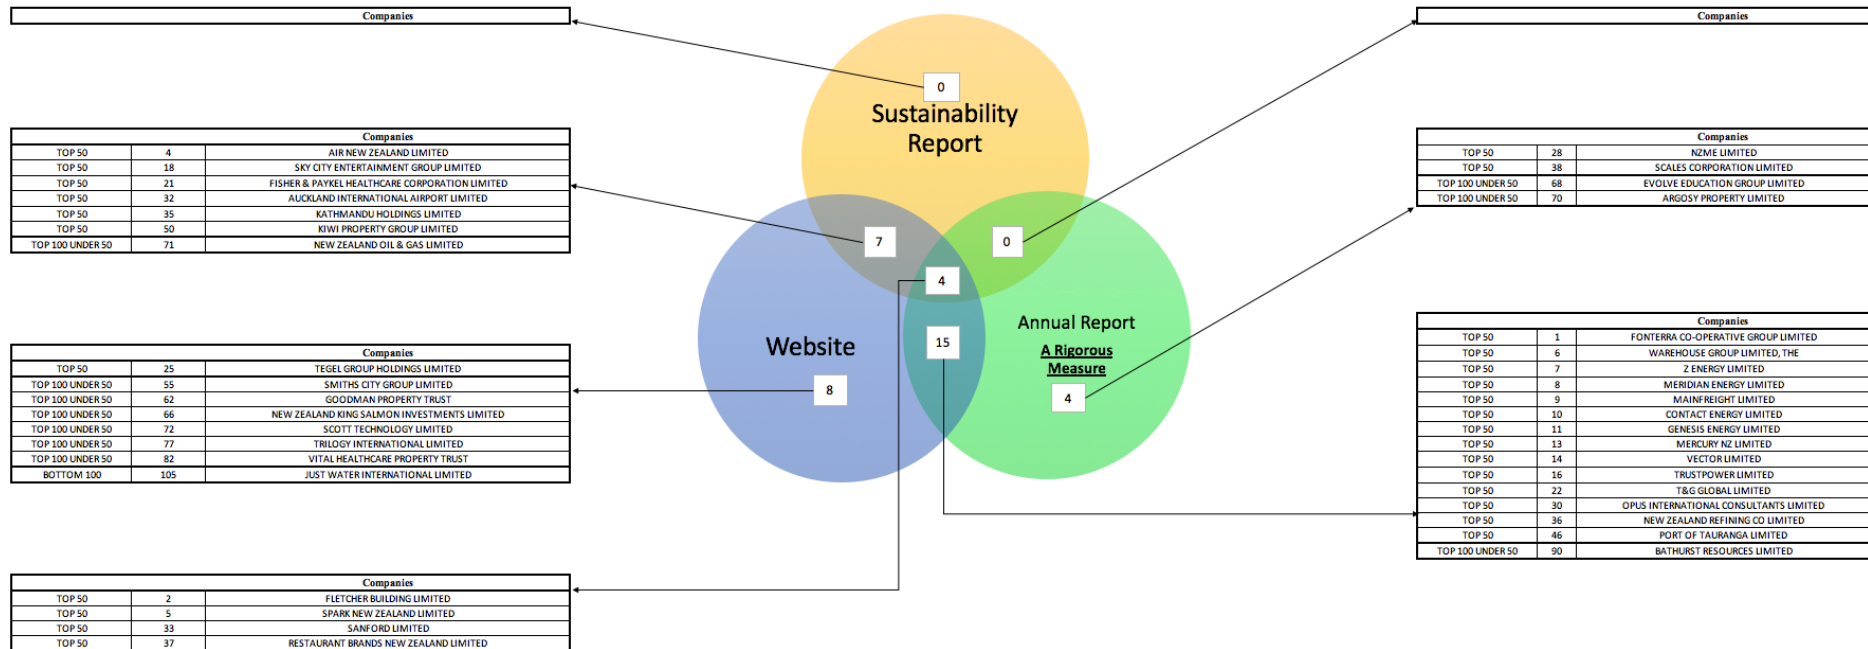 Companies
Companies
TOP 50 4 AIR NEW ZEALAND LIMITED
TOP 50 18 SKY CITY ENTERTAINMENT GROUP LIMITED
TOP 50 21 FISHER & PAYKEL HEALTHCARE CORPORATION LIMITED
TOP 50 32 AUCKLAND INTERNATIONAL AIRPORT LIMITED
TOP 50 35 KATHMANDU HOLDINGS LIMITED
TOP 50 50 KIWI PROPERTY GROUP LIMITED
TOP 100 UNDER 50 71 NEW ZEALAND OIL & GAS LIMITED
Companies
TOP 50 25 TEGEL GROUP HOLDINGS LIMITED
TOP 100 UNDER 50 55 SMITHS CITY GROUP LIMITED
TOP 100 UNDER 50 62 GOODMAN PROPERTY TRUST
TOP 100 UNDER 50 66 NEW ZEALAND KING SALMON INVESTMENTS LIMITED
TOP 100 UNDER 50 72 SCOTT TECHNOLOGY LIMITED
TOP 100 UNDER 50 77 TRILOGY INTERNATIONAL LIMITED
TOP 100 UNDER 50 82 VITAL HEALTHCARE PROPERTY TRUST
BOTTOM 100 105 JUST WATER INTERNATIONAL LIMITED
Companies
TOP 50 2 FLETCHER BUILDING LIMITED
TOP 50 5 SPARK NEW ZEALAND LIMITED
TOP 50 33 SANFORD LIMITED
TOP 50 37 RESTAURANT BRANDS NEW ZEALAND LIMITED
0
Sustainability
Report
7
0
4
15
Website
8
Annual Report
A Rigorous
Measure
4
Companies
Companies
TOP 50 28 NZME LIMITED
TOP 50 38 SCALES CORPORATION LIMITED
TOP 100 UNDER 50 68 EVOLVE EDUCATION GROUP LIMITED
TOP 100 UNDER 50 70 ARGOSY PROPERTY LIMITED
Companies
TOP 50 1 FONTERRA CO-OPERATIVE GROUP LIMITED
TOP 50 6 WAREHOUSE GROUP LIMITED, THE
TOP 50 7 Z ENERGY LIMITED
TOP 50 8 MERIDIAN ENERGY LIMITED
TOP 50 9 MAINFREIGHT LIMITED
TOP 50 10 CONTACT ENERGY LIMITED
TOP 50 11 GENESIS ENERGY LIMITED
TOP 50 13 MERCURY NZ LIMITED
TOP 50 14 VECTOR LIMITED
TOP 50 16 TRUSTPOWER LIMITED
TOP 50 22 T&G GLOBAL LIMITED
TOP 50 30 OPUS INTERNATIONAL CONSULTANTS LIMITED
TOP 50 36 NEW ZEALAND REFINING CO LIMITED
TOP 50 46 PORT OF TAURANGA LIMITED
TOP 100 UNDER 50 90 BATHURST RESOURCES LIMITED